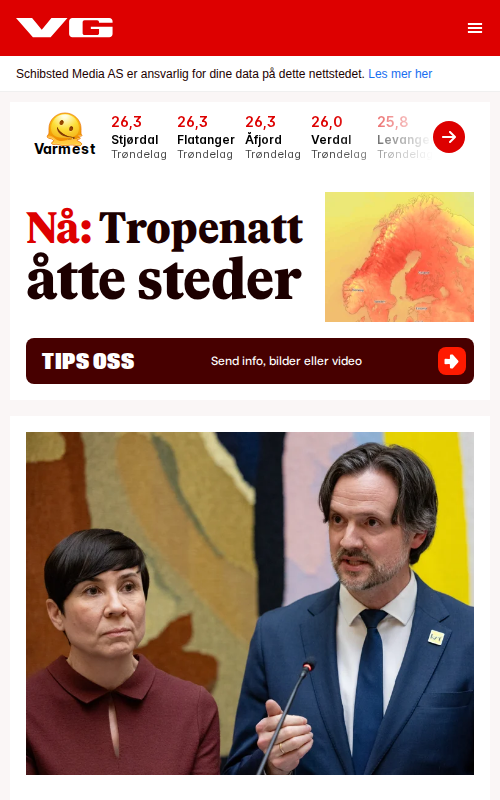 VG
Schibsted Media AS er ansvarlig for dine data på dette nettstedet. Les mer her
Varmest
26,3
Stjørdal
Trøndelag
26,3
Flatanger
Trøndelag
26,3
Åfjord
Trøndelag
26,0
Verdal
Trøndelag
25,8
Nå: Tropenatt
åtte steder
TIPS OSS
Send info, bilder eller video